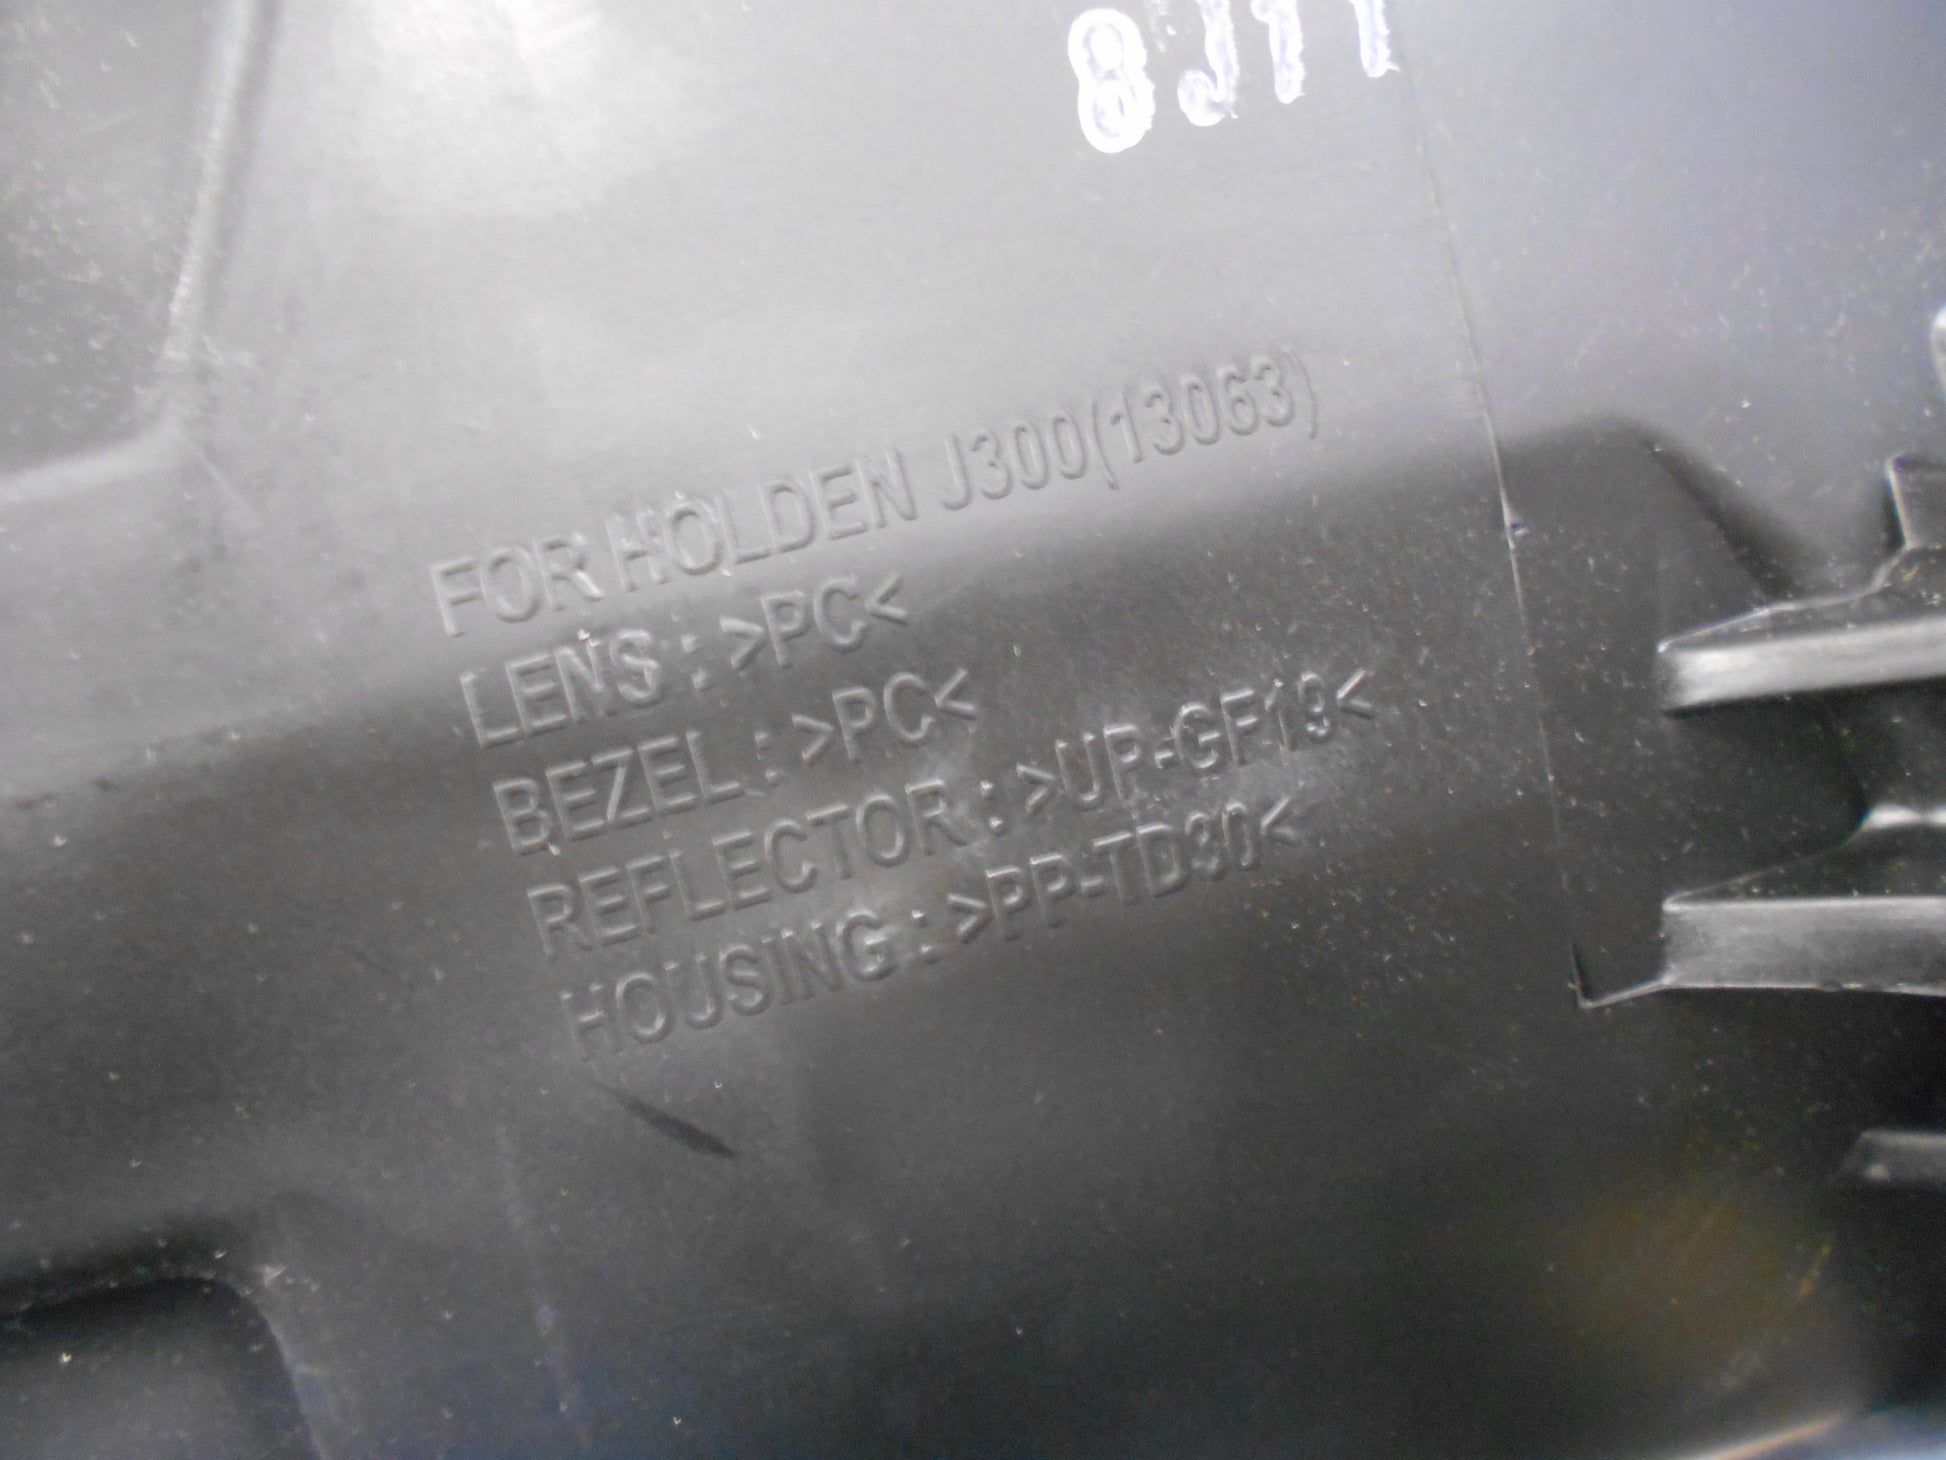 8J11
FOR HOLDEN J300(13063)
LENS : >PC<
BEZEL : >PC<
REFLECTOR : >UP-GF19<
HOUSING : >PP-TD30<